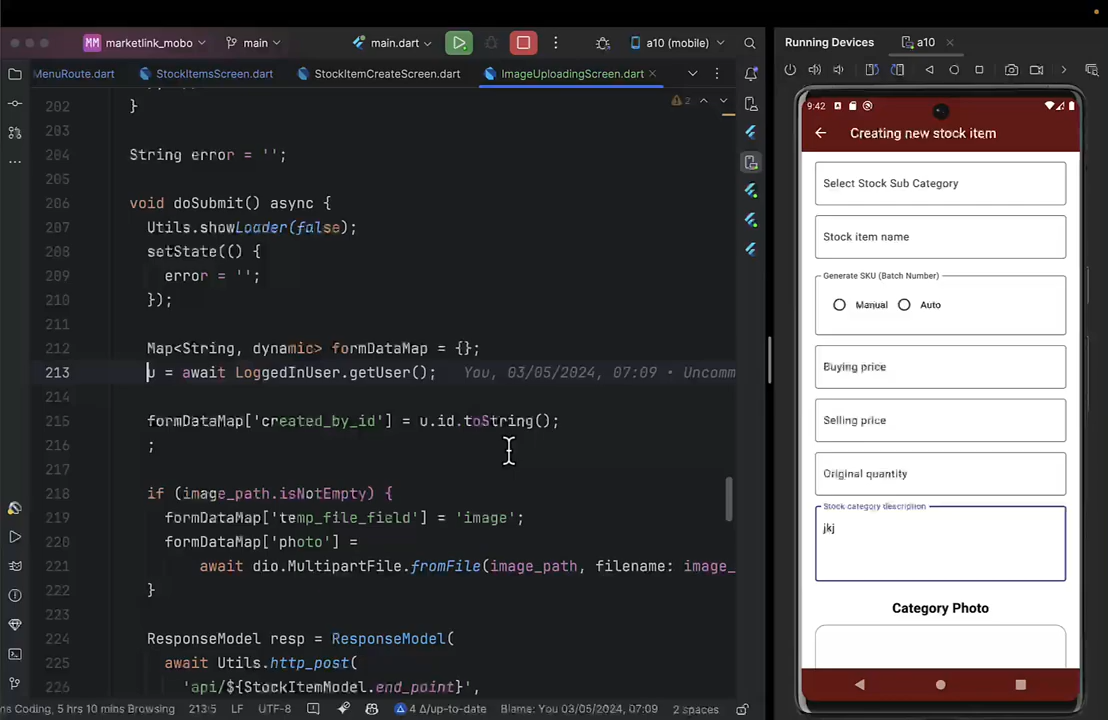 MM marketlink_mobo main main.dart a10 (mobile)
Running Devices a10
MenuRoute.dart StockItemsScreen.dart StockItemCreateScreen.dart ImageUploadingScreen.dart
2
202 }
203
204 String error = '';
205
206 void doSubmit() async {
207 Utils.showLoader(false);
208 setState(() {
209 error = '';
210 });
211
212 Map<String, dynamic> formDataMap = {};
213 u = await LoggedInUser.getUser(); You, 03/05/2024, 07:09 • Uncomm
214
215 formDataMap['created_by_id'] = u.id.toString();
216 ;
217
218 if (image_path.isNotEmpty) {
219 formDataMap['temp_file_field'] = 'image';
220 formDataMap['photo'] =
221 await dio.MultipartFile.fromFile(image_path, filename: image_
222 }
223
224 ResponseModel resp = ResponseModel(
225 await Utils.http_post(
226 'api/${StockItemModel.end_point}',
ns Coding, 5 hrs 10 mins Browsing 213:5 LF UTF-8 4 Δ/up-to-date Blame: You 03/05/2024, 07:09 2 spaces
9:42
Creating new stock item
Select Stock Sub Category
Stock item name
Generate SKU (Batch Number)
Manual Auto
Buying price
Selling price
Original quantity
Stock category description
jkj
Category Photo